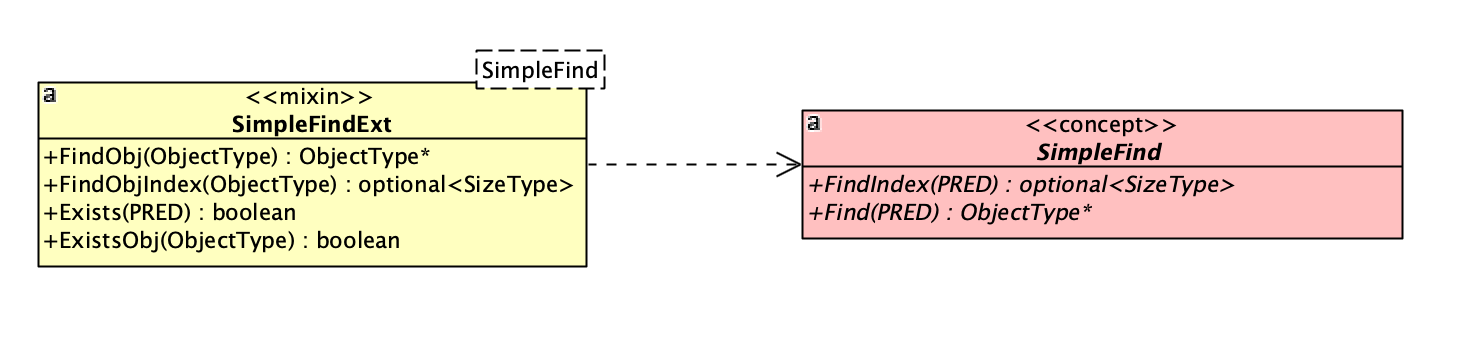 SimpleFind
a
<<mixin>>
SimpleFindExt
+FindObj(ObjectType) : ObjectType*
+FindObjIndex(ObjectType) : optional<SizeType>
+Exists(PRED) : boolean
+ExistsObj(ObjectType) : boolean
a
<<concept>>
SimpleFind
+FindIndex(PRED) : optional<SizeType>
+Find(PRED) : ObjectType*